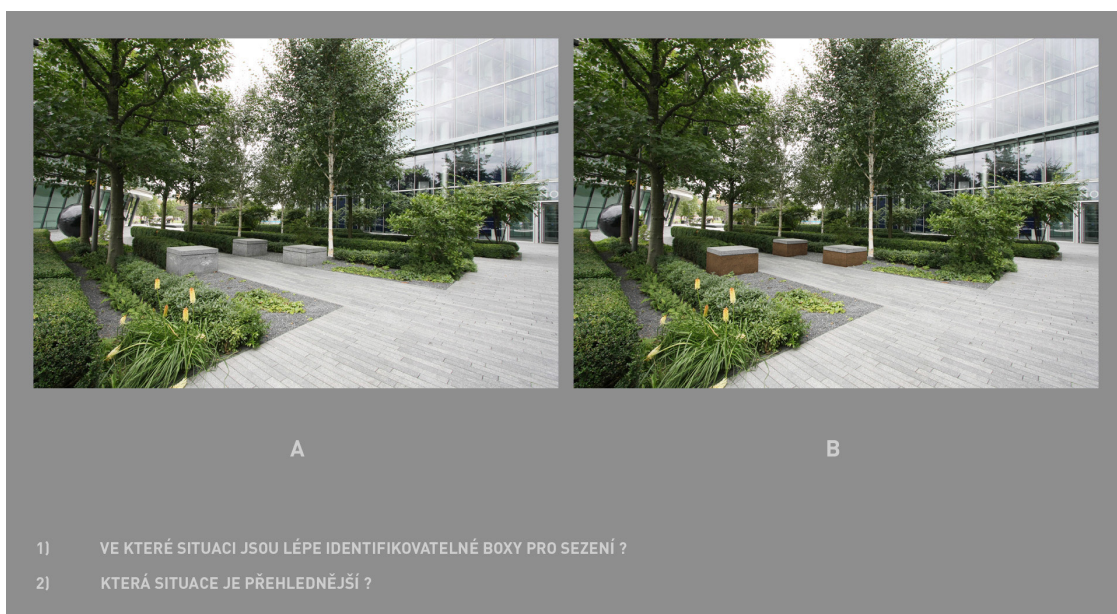 A
B
1) VE KTERÉ SITUACI JSOU LÉPE IDENTIFIKOVATELNÉ BOXY PRO SEZENÍ ?
2) KTERÁ SITUACE JE PŘEHLEDNĚJŠÍ ?